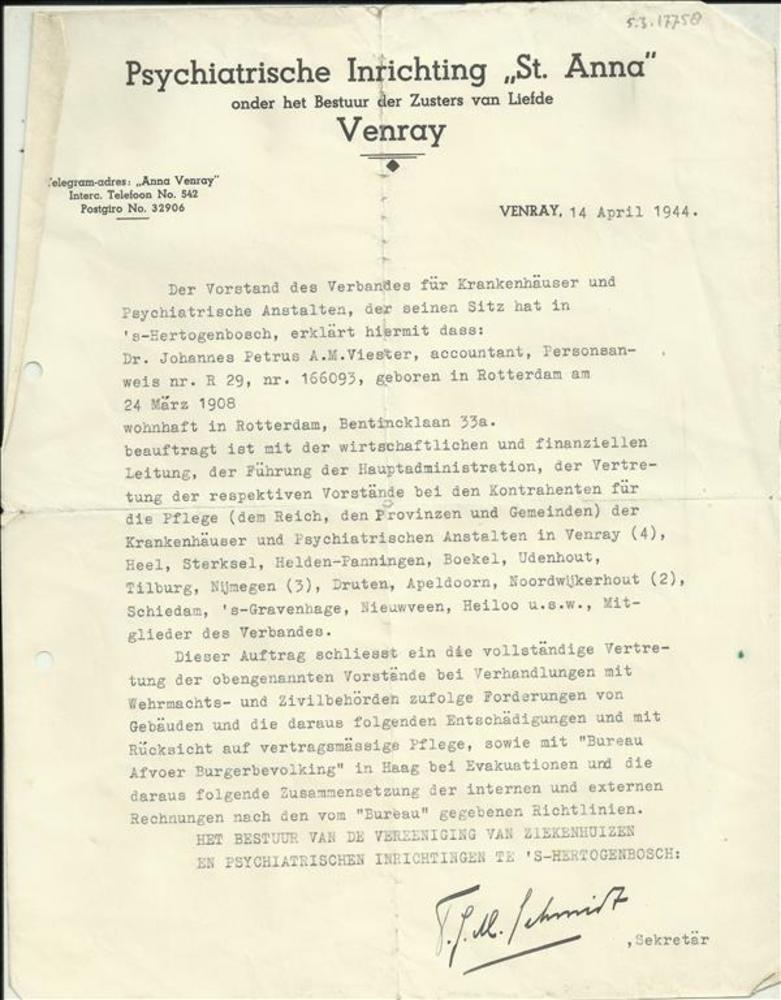 5.3.17758
Psychiatrische Inrichting „St. Anna”
onder het Bestuur der Zusters van Liefde
Venray
elegram-adres: „Anna Venray”
Interc. Telefoon No. 542
Postgiro No. 32906
VENRAY, 14 April 1944.
Der Vorstand des Verbandes für Krankenhäuser und
Psychiatrische Anstalten, der seinen Sitz hat in
's-Hertogenbosch, erklärt hiermit dass:
Dr. Johannes Petrus A.M.Viester, accountant, Personsan-
weis nr. R 29, nr. 166093, geboren in Rotterdam am
24 März 1908
wohnhaft in Rotterdam, Bentincklaan 33a.
beauftragt ist mit der wirtschaftlichen und finanziellen
Leitung, der Führung der Hauptadministration, der Vertre-
tung der respektiven Vorstände bei den Kontrahenten für
die Pflege (dem Reich, den Provinzen und Gemeinden) der
Krankenhäuser und Psychiatrischen Anstalten in Venray (4),
Heel, Sterksel, Helden-Panningen, Boekel, Udenhout,
Tilburg, Nijmegen (3), Druten, Apeldoorn, Noordwijkerhout (2),
Schiedam, 's-Gravenhage, Nieuwveen, Heiloo u.s.w., Mit-
glieder des Verbandes.
Dieser Auftrag schliesst ein die vollständige Vertre-
tung der obengenannten Vorstände bei Verhandlungen mit
Wehrmachts- und Zivilbehörden zufolge Forderungen von
Gebäuden und die daraus folgenden Entschädigungen und mit
Rücksicht auf vertragsmässige Pflege, sowie mit "Bureau
Afvoer Burgerbevolking" in Haag bei Evakuationen und die
daraus folgende Zusammensetzung der internen und externen
Rechnungen nach den vom "Bureau" gegebenen Richtlinien.
HET BESTUUR VAN DE VEREENIGING VAN ZIEKENHUIZEN
EN PSYCHIATRISCHEN INRICHTINGEN TE 'S-HERTOGENBOSCH:
Schmidt
,Sekretär